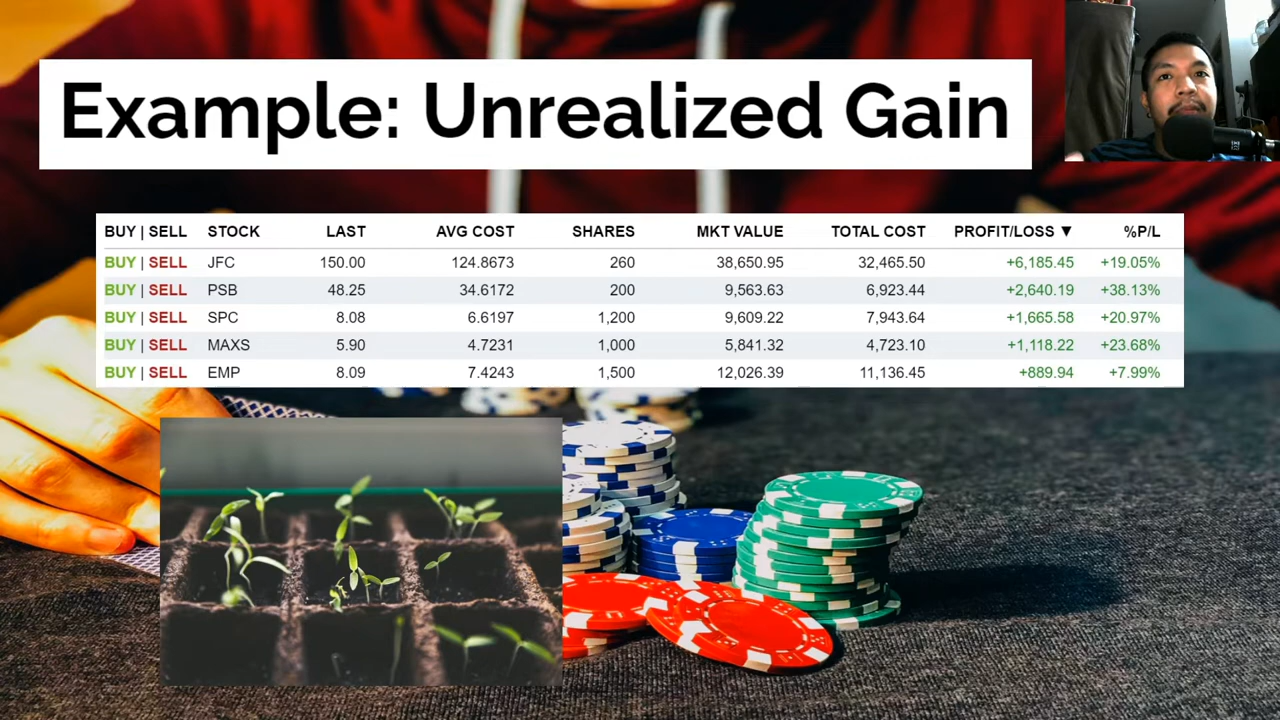 Example: Unrealized Gain
BUY | SELL STOCK LAST AVG COST SHARES MKT VALUE TOTAL COST PROFIT/LOSS ▼ %P/L
BUY | SELL JFC 150.00 124.8673 260 38,650.95 32,465.50 +6,185.45 +19.05%
BUY | SELL PSB 48.25 34.6172 200 9,563.63 6,923.44 +2,640.19 +38.13%
BUY | SELL SPC 8.08 6.6197 1,200 9,609.22 7,943.64 +1,665.58 +20.97%
BUY | SELL MAXS 5.90 4.7231 1,000 5,841.32 4,723.10 +1,118.22 +23.68%
BUY | SELL EMP 8.09 7.4243 1,500 12,026.39 11,136.45 +889.94 +7.99%